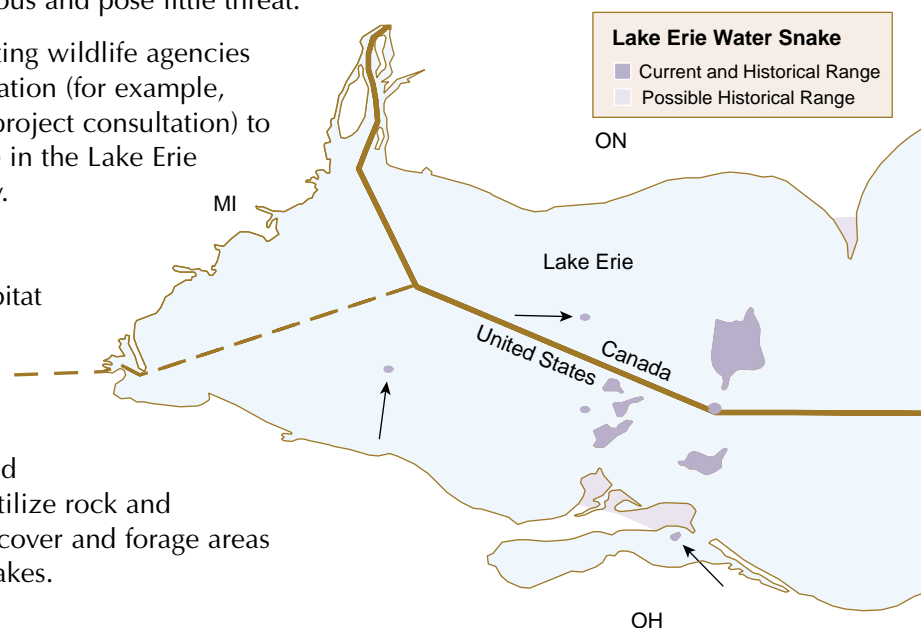 ous and pose little threat.
ting wildlife agencies
ation (for example,
project consultation) to
in the Lake Erie
.
bitat
d
tilize rock and
cover and forage areas
akes.
Lake Erie Water Snake
Current and Historical Range
Possible Historical Range
ON
MI
Lake Erie
United States
Canada
OH